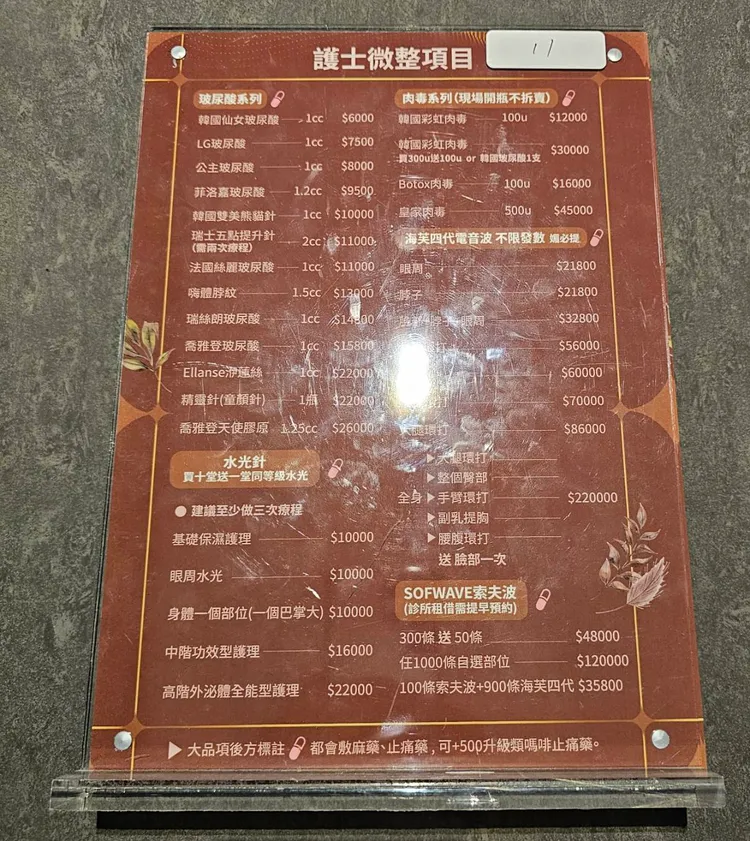 護士微整項目
11
玻尿酸系列
韓國仙女玻尿酸 1cc $6000
LG玻尿酸 1cc $7500
公主玻尿酸 1cc $8000
菲洛嘉玻尿酸 1.2cc $9500
韓國雙美熊貓針 1cc $10000
瑞士五點提升針 2cc $11000
(需兩次療程)
法國絲麗玻尿酸 1cc $11000
嗨體脖紋 1.5cc $13000
瑞絲朗玻尿酸 1cc $14800
喬雅登玻尿酸 1cc $15800
Ellanse洢蓮絲 1cc $22000
精靈針(童顏針) 1瓶 $22000
喬雅登天使膠原 1.25cc $26000
水光針
買十堂送一堂同等級水光
● 建議至少做三次療程
基礎保濕護理 $10000
眼周水光 $10000
身體一個部位(一個巴掌大) $10000
中階功效型護理 $16000
高階外泌體全能型護理 $22000
肉毒系列(現場開瓶不拆賣)
韓國彩虹肉毒 100u $12000
韓國彩虹肉毒 $30000
買300u送100u or 韓國玻尿酸1支
Botox肉毒 100u $16000
皇家肉毒 500u $45000
海芙四代電音波 不限發數 媚必提
眼周 $21800
脖子 $21800
脖子 眼周 $32800
打 $56000
$60000
打 $70000
腿環打 $86000
▶大腿環打
▶整個臀部
全身 ▶手臂環打 $220000
▶副乳提胸
▶腰腹環打
送 臉部一次
SOFWAVE索夫波
(診所租借需提早預約)
300條 送 50條 $48000
任1000條自選部位 $120000
100條索夫波+900條海芙四代 $35800
▶ 大品項後方標註 都會敷麻藥、止痛藥，可+500升級類嗎啡止痛藥。